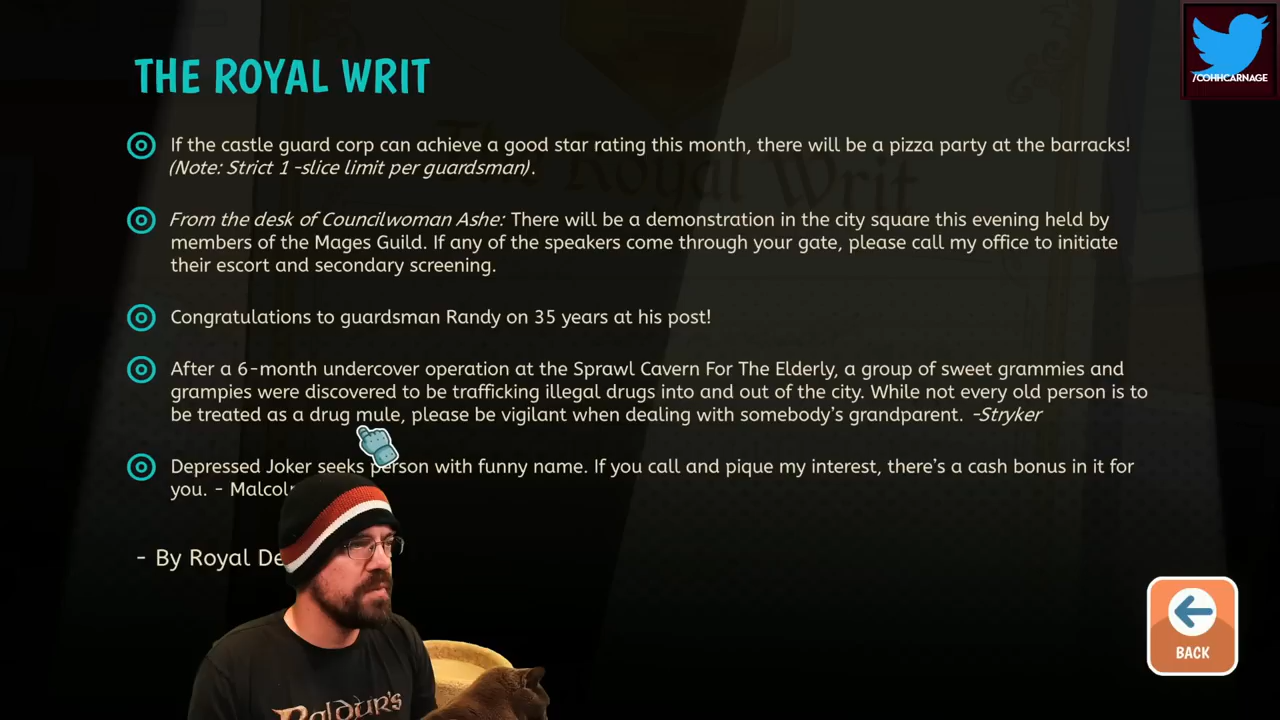 /COHHCARNAGE
THE ROYAL WRIT
If the castle guard corp can achieve a good star rating this month, there will be a pizza party at the barracks!
(Note: Strict 1 -slice limit per guardsman).
From the desk of Councilwoman Ashe: There will be a demonstration in the city square this evening held by
members of the Mages Guild. If any of the speakers come through your gate, please call my office to initiate
their escort and secondary screening.
Congratulations to guardsman Randy on 35 years at his post!
After a 6-month undercover operation at the Sprawl Cavern For The Elderly, a group of sweet grammies and
grampies were discovered to be trafficking illegal drugs into and out of the city. While not every old person is to
be treated as a drug mule, please be vigilant when dealing with somebody's grandparent. -Stryker
Depressed Joker seeks person with funny name. If you call and pique my interest, there's a cash bonus in it for
you. -
- By Royal
BACK
The Royal Writ